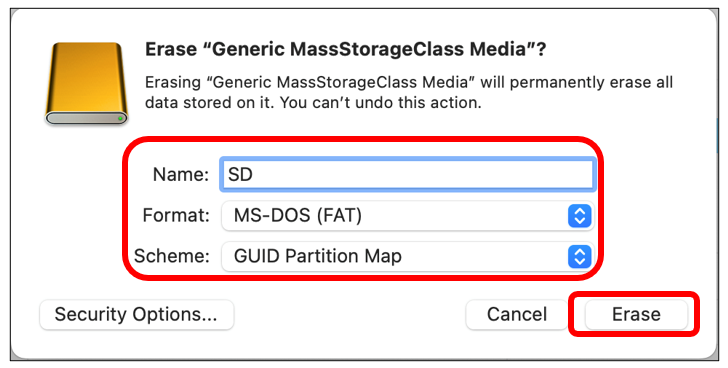 Erase “Generic MassStorageClass Media”?
Erasing “Generic MassStorageClass Media” will permanently erase all
data stored on it. You can’t undo this action.
Name: SD
Format: MS-DOS (FAT)
Scheme: GUID Partition Map
Security Options... Cancel Erase